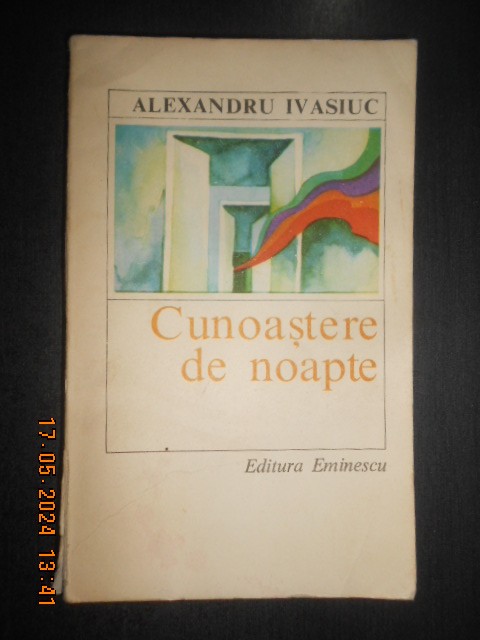 ALEXANDRU IVASIUC
Cunoaștere
de noapte
Editura Eminescu
17.05.2024 13:41